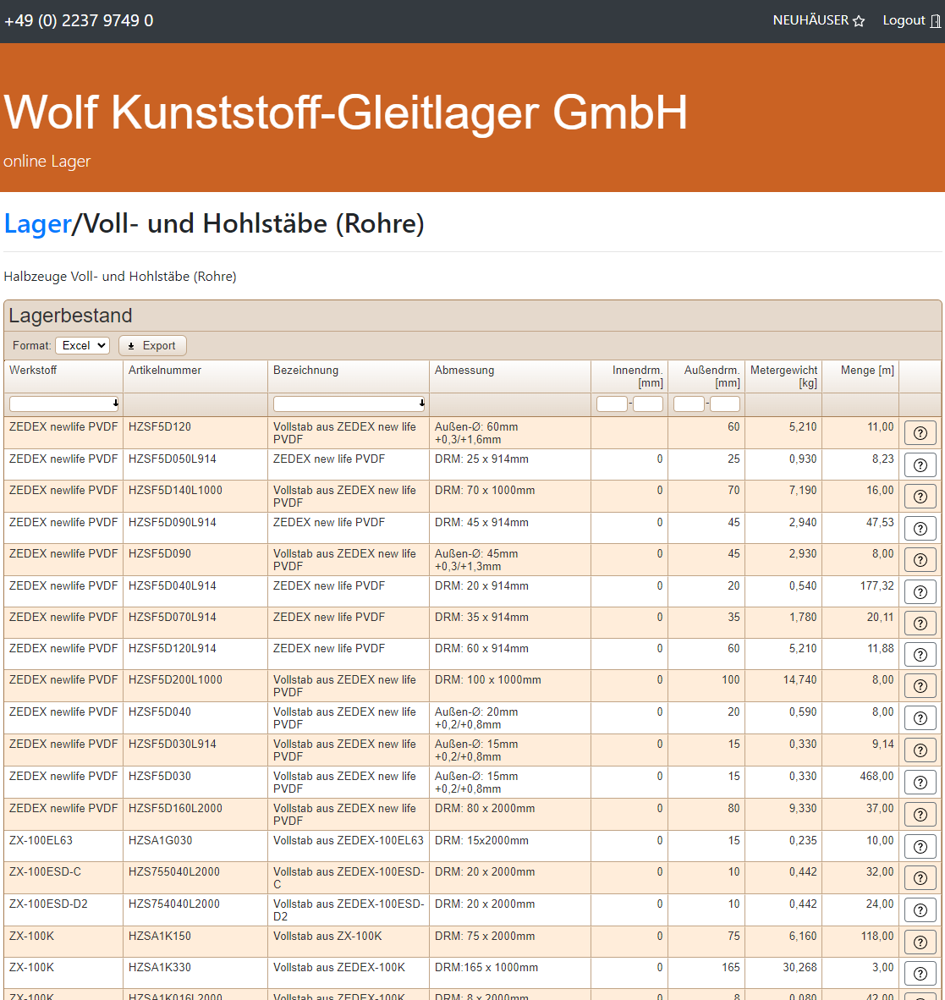 +49 (0) 2237 9749 0
NEUHÄUSER Logout
Wolf Kunststoff-Gleitlager GmbH
online Lager
Lager/Voll- und Hohlstäbe (Rohre)
Halbzeuge Voll- und Hohlstäbe (Rohre)
Lagerbestand
Format: Excel Export
Werkstoff Artikelnummer Bezeichnung Abmessung Innendrm. [mm] Außendrm. [mm] Metergewicht [kg] Menge [m]
- -
ZEDEX newlife PVDF HZSF5D120 Vollstab aus ZEDEX new life PVDF Außen-Ø: 60mm +0,3/+1,6mm 60 5,210 11,00
ZEDEX newlife PVDF HZSF5D050L914 ZEDEX new life PVDF DRM: 25 x 914mm 0 25 0,930 8,23
ZEDEX newlife PVDF HZSF5D140L1000 Vollstab aus ZEDEX new life PVDF DRM: 70 x 1000mm 0 70 7,190 16,00
ZEDEX newlife PVDF HZSF5D090L914 ZEDEX new life PVDF DRM: 45 x 914mm 0 45 2,940 47,53
ZEDEX newlife PVDF HZSF5D090 Vollstab aus ZEDEX new life PVDF Außen-Ø: 45mm +0,3/+1,3mm 0 45 2,930 8,00
ZEDEX newlife PVDF HZSF5D040L914 ZEDEX new life PVDF DRM: 20 x 914mm 0 20 0,540 177,32
ZEDEX newlife PVDF HZSF5D070L914 ZEDEX new life PVDF DRM: 35 x 914mm 0 35 1,780 20,11
ZEDEX newlife PVDF HZSF5D120L914 ZEDEX new life PVDF DRM: 60 x 914mm 0 60 5,210 11,88
ZEDEX newlife PVDF HZSF5D200L1000 Vollstab aus ZEDEX new life PVDF DRM: 100 x 1000mm 0 100 14,740 8,00
ZEDEX newlife PVDF HZSF5D040 Vollstab aus ZEDEX new life PVDF Außen-Ø: 20mm +0,2/+0,8mm 0 20 0,590 8,00
ZEDEX newlife PVDF HZSF5D030L914 Vollstab aus ZEDEX new life PVDF Außen-Ø: 15mm +0,2/+0,8mm 0 15 0,330 9,14
ZEDEX newlife PVDF HZSF5D030 Vollstab aus ZEDEX new life PVDF Außen-Ø: 15mm +0,2/+0,8mm 0 15 0,330 468,00
ZEDEX newlife PVDF HZSF5D160L2000 Vollstab aus ZEDEX new life PVDF DRM: 80 x 2000mm 0 80 9,330 37,00
ZX-100EL63 HZSA1G030 Vollstab aus ZEDEX-100EL63 DRM: 15x2000mm 0 15 0,235 10,00
ZX-100ESD-C HZS755040L2000 Vollstab aus ZEDEX-100ESD-C DRM: 20 x 2000mm 0 10 0,442 32,00
ZX-100ESD-D2 HZS754040L2000 Vollstab aus ZEDEX-100ESD-D2 DRM: 20 x 2000mm 0 10 0,442 24,00
ZX-100K HZSA1K150 Vollstab aus ZX-100K DRM: 75 x 2000mm 0 75 6,160 118,00
ZX-100K HZSA1K330 Vollstab aus ZEDEX-100K DRM:165 x 1000mm 0 165 30,268 3,00
ZX-100K HZSA1K016L2000 Vollstab aus ZEDEX-100K DRM: 8 x 2000mm 0 8 0,080 42,00